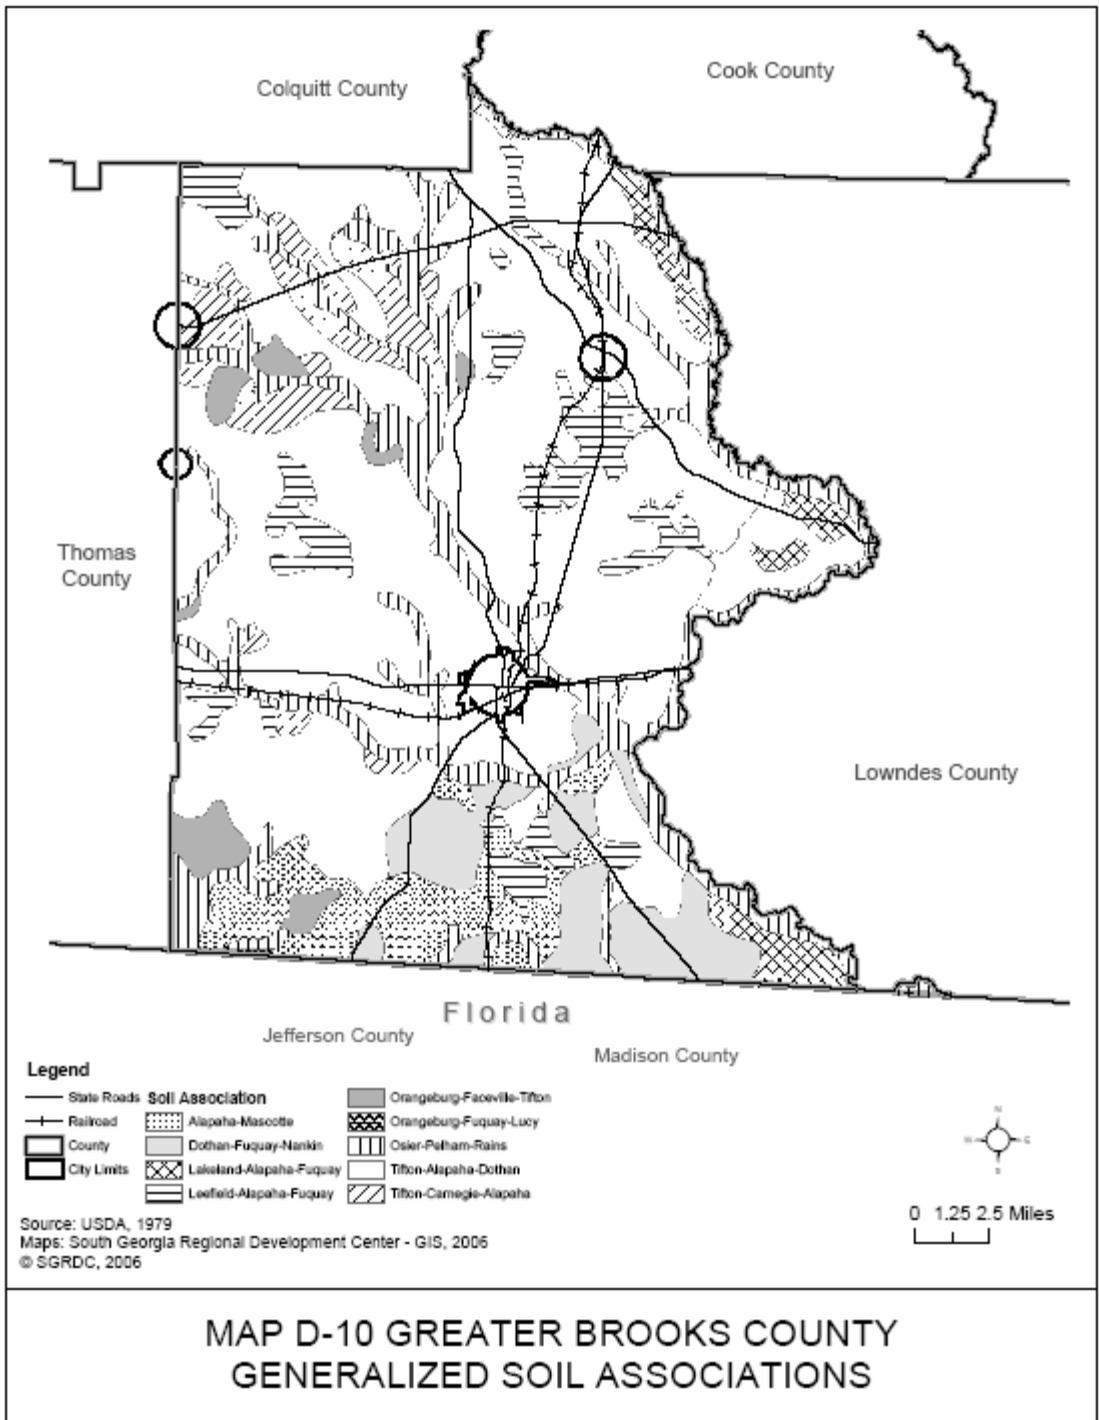 Colquitt County
Cook County
Thomas
County
Lowndes County
Florida
Jefferson County
Madison County
Legend
State Roads
Railroad
County
City Limits
Soil Association
Alapaha-Mascotte
Dothan-Fuquay-Nankin
Lakeland-Alapaha-Fuquay
Leefield-Alapaha-Fuquay
Orangeburg-Faceville-Tifton
Orangeburg-Fuquay-Lucy
Osier-Pelham-Rains
Tifton-Alapaha-Dothan
Tifton-Carnegie-Alapaha
N
W
E
S
0 1.25 2.5 Miles
Source: USDA, 1979
Maps: South Georgia Regional Development Center - GIS, 2006
© SGRDC, 2006
MAP D-10 GREATER BROOKS COUNTY
GENERALIZED SOIL ASSOCIATIONS